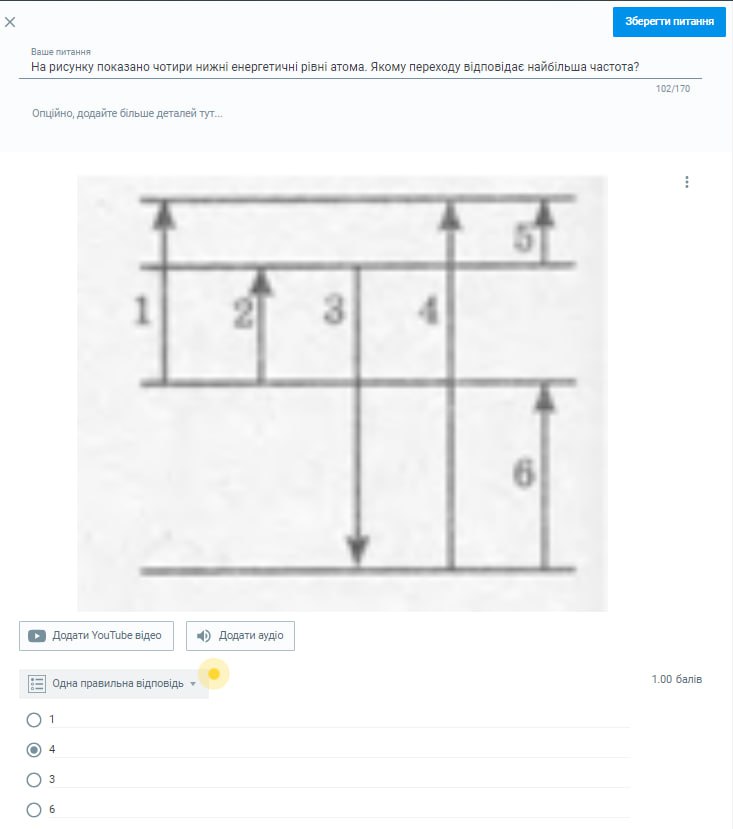 Зберегти питання
Ваше питання
На рисунку показано чотири нижні енергетичні рівні атома. Якому переходу відповідає найбільша частота?
102/170
Опційно, додайте більше деталей тут...
5
1 2 3 4
6
Додати YouTube відео Додати аудіо
Одна правильна відповідь 1.00 балів
1
4
3
6